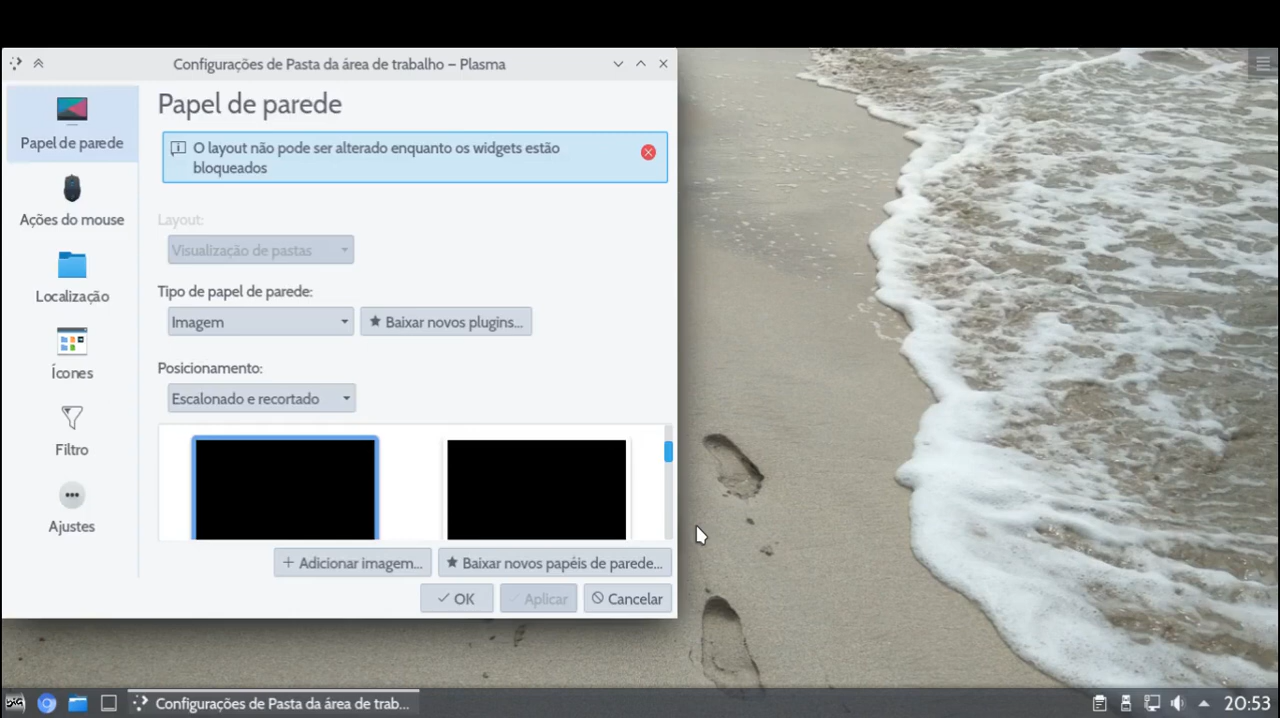 Configurações de Pasta da área de trabalho – Plasma
Papel de parede
Papel de parede
O layout não pode ser alterado enquanto os widgets estão
bloqueados
Ações do mouse
Layout:
Visualização de pastas
Localização
Tipo de papel de parede:
Imagem
Baixar novos plugins...
Ícones
Posicionamento:
Escalonado e recortado
Filtro
Ajustes
Adicionar imagem...
Baixar novos papéis de parede...
OK
Aplicar
Cancelar
Configurações de Pasta da área de trab...
20:53